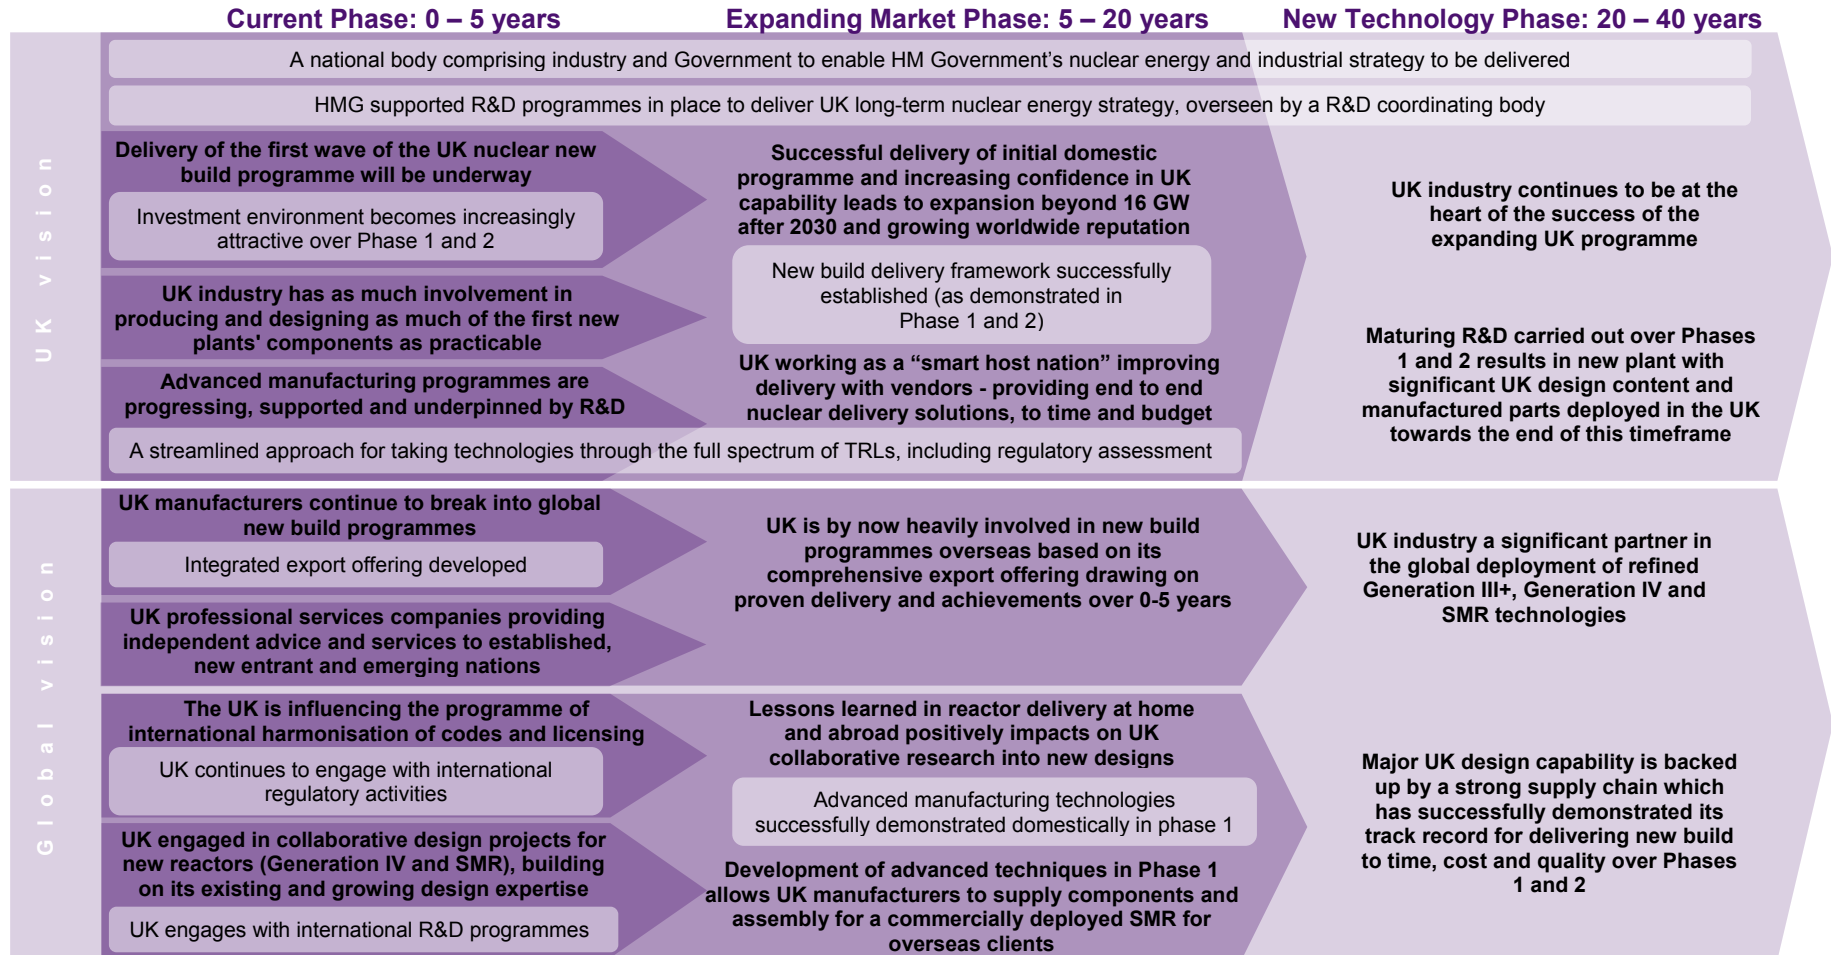 Current Phase: 0 – 5 years
Expanding Market Phase: 5 – 20 years
New Technology Phase: 20 – 40 years
UK vision
A national body comprising industry and Government to enable HM Government's nuclear energy and industrial strategy to be delivered
HMG supported R&D programmes in place to deliver UK long-term nuclear energy strategy, overseen by a R&D coordinating body
Delivery of the first wave of the UK nuclear new
build programme will be underway
Investment environment becomes increasingly
attractive over Phase 1 and 2
UK industry has as much involvement in
producing and designing as much of the first new
plants' components as practicable
Advanced manufacturing programmes are
progressing, supported and underpinned by R&D
Successful delivery of initial domestic
programme and increasing confidence in UK
capability leads to expansion beyond 16 GW
after 2030 and growing worldwide reputation
New build delivery framework successfully
established (as demonstrated in
Phase 1 and 2)
UK working as a “smart host nation” improving
delivery with vendors - providing end to end
nuclear delivery solutions, to time and budget
A streamlined approach for taking technologies through the full spectrum of TRLs, including regulatory assessment
UK industry continues to be at the
heart of the success of the
expanding UK programme
Maturing R&D carried out over Phases
1 and 2 results in new plant with
significant UK design content and
manufactured parts deployed in the UK
towards the end of this timeframe
Global vision
UK manufacturers continue to break into global
new build programmes
Integrated export offering developed
UK professional services companies providing
independent advice and services to established,
new entrant and emerging nations
UK is by now heavily involved in new build
programmes overseas based on its
comprehensive export offering drawing on
proven delivery and achievements over 0-5 years
UK industry a significant partner in
the global deployment of refined
Generation III+, Generation IV and
SMR technologies
The UK is influencing the programme of
international harmonisation of codes and licensing
UK continues to engage with international
regulatory activities
UK engaged in collaborative design projects for
new reactors (Generation IV and SMR), building
on its existing and growing design expertise
UK engages with international R&D programmes
Lessons learned in reactor delivery at home
and abroad positively impacts on UK
collaborative research into new designs
Advanced manufacturing technologies
successfully demonstrated domestically in phase 1
Development of advanced techniques in Phase 1
allows UK manufacturers to supply components and
assembly for a commercially deployed SMR for
overseas clients
Major UK design capability is backed
up by a strong supply chain which
has successfully demonstrated its
track record for delivering new build
to time, cost and quality over Phases
1 and 2